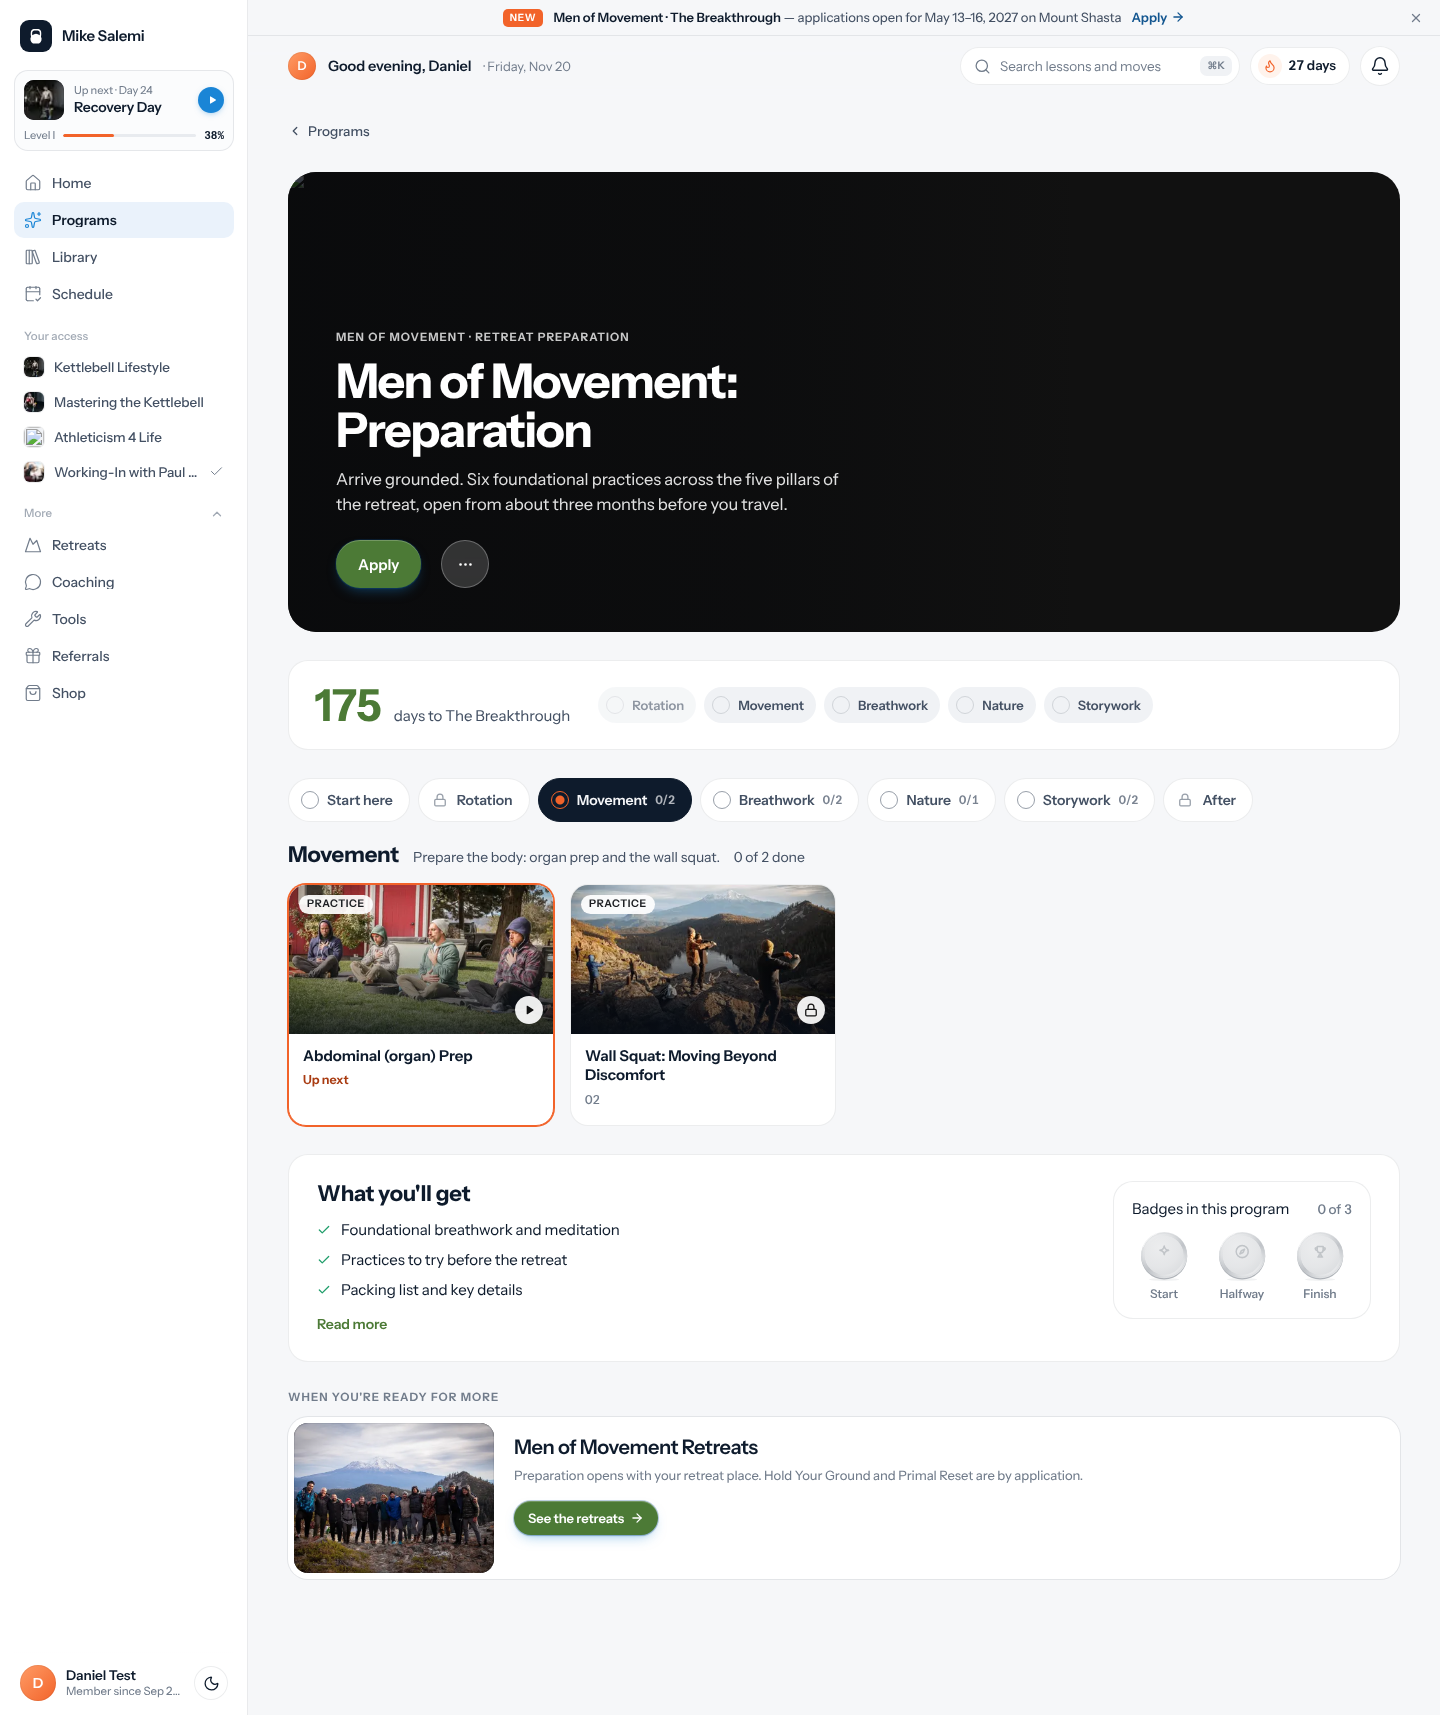 Mike Salemi
Up next · Day 24
Recovery Day
Level I
38%
Home
Programs
Library
Schedule
Your access
Kettlebell Lifestyle
Mastering the Kettlebell
Athleticism 4 Life
Working-In with Paul ...
More
Retreats
Coaching
Tools
Referrals
Shop
Daniel Test
Member since Sep 2...
NEW Men of Movement · The Breakthrough — applications open for May 13–16, 2027 on Mount Shasta Apply →
D Good evening, Daniel · Friday, Nov 20
Search lessons and moves ⌘K
27 days
Programs
MEN OF MOVEMENT · RETREAT PREPARATION
Men of Movement:
Preparation
Arrive grounded. Six foundational practices across the five pillars of
the retreat, open from about three months before you travel.
Apply
175 days to The Breakthrough
Rotation Movement Breathwork Nature Storywork
Start here Rotation Movement 0/2 Breathwork 0/2 Nature 0/1 Storywork 0/2 After
Movement Prepare the body: organ prep and the wall squat. 0 of 2 done
PRACTICE
Abdominal (organ) Prep
Up next
PRACTICE
Wall Squat: Moving Beyond
Discomfort
02
What you'll get
Foundational breathwork and meditation
Practices to try before the retreat
Packing list and key details
Read more
Badges in this program 0 of 3
Start Halfway Finish
WHEN YOU'RE READY FOR MORE
Men of Movement Retreats
Preparation opens with your retreat place. Hold Your Ground and Primal Reset are by application.
See the retreats →
D